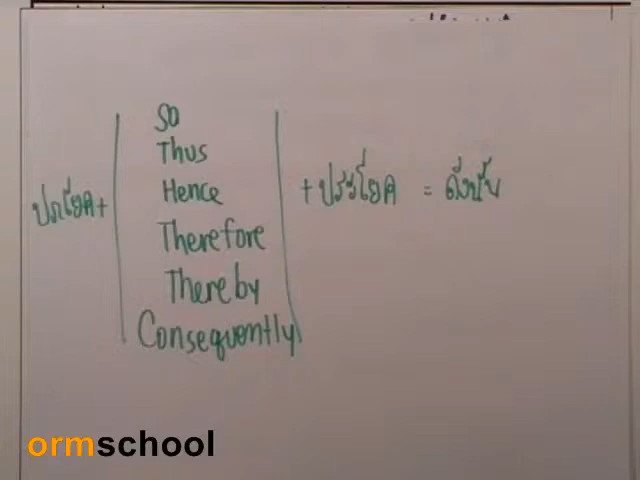 So
Thus
Hence
ประโยค + Therefore + ประโยค = ดังนั้น
Thereby
Consequently
ormschool